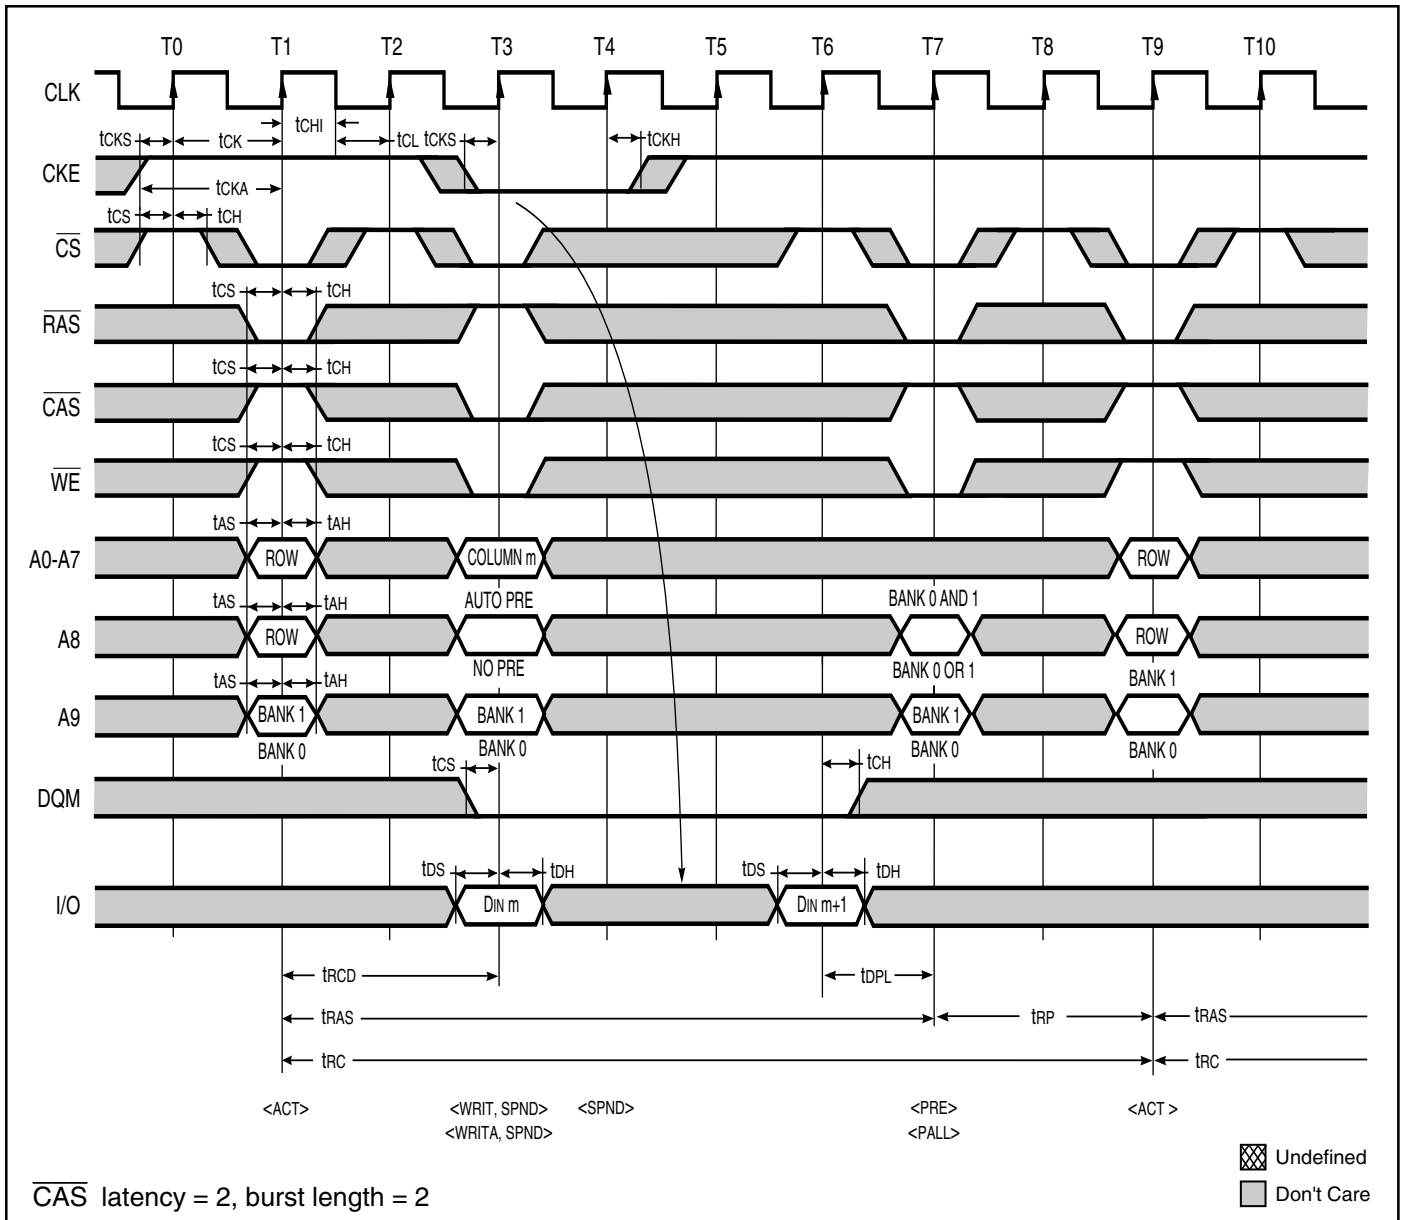 T0 T1 T2 T3 T4 T5 T6 T7 T8 T9 T10
CLK
tCHI
tCKS tCK tCL tCKS tCKH
CKE
tCKA
tCS tCH
CS
tCS tCH
RAS
tCS tCH
CAS
tCS tCH
WE
tAS tAH
A0-A7 ROW COLUMN m ROW
tAS tAH AUTO PRE BANK 0 AND 1
A8 ROW ROW
NO PRE BANK 0 OR 1 BANK 1
tAS tAH
A9 BANK 1 BANK 1 BANK 1
BANK 0 BANK 0 BANK 0 BANK 0
tCS tCH
DQM
tDS tDH tDS tDH
I/O DIN m DIN m+1
tRCD tDPL
tRAS tRP tRAS
tRC tRC
<ACT> <WRIT, SPND> <SPND> <PRE> <ACT >
<WRITA, SPND> <PALL>
Undefined
CAS latency = 2, burst length = 2 Don't Care